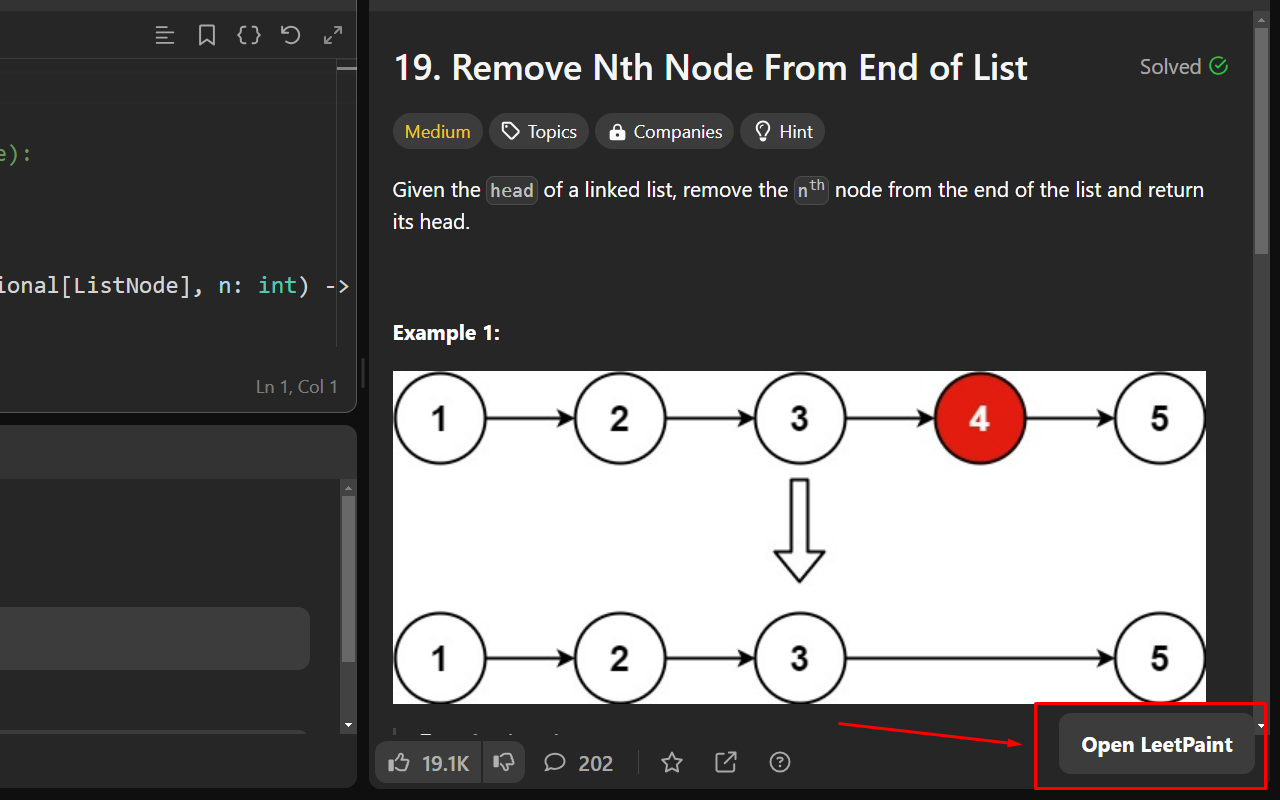 19. Remove Nth Node From End of List
Solved
Medium
Topics
Companies
Hint
Given the head of a linked list, remove the nth node from the end of the list and return
its head.
Example 1:
1
2
3
4
5
1
2
3
5
19.1K
202
Open LeetPaint
e):
ional[ListNode], n: int) ->
Ln 1, Col 1